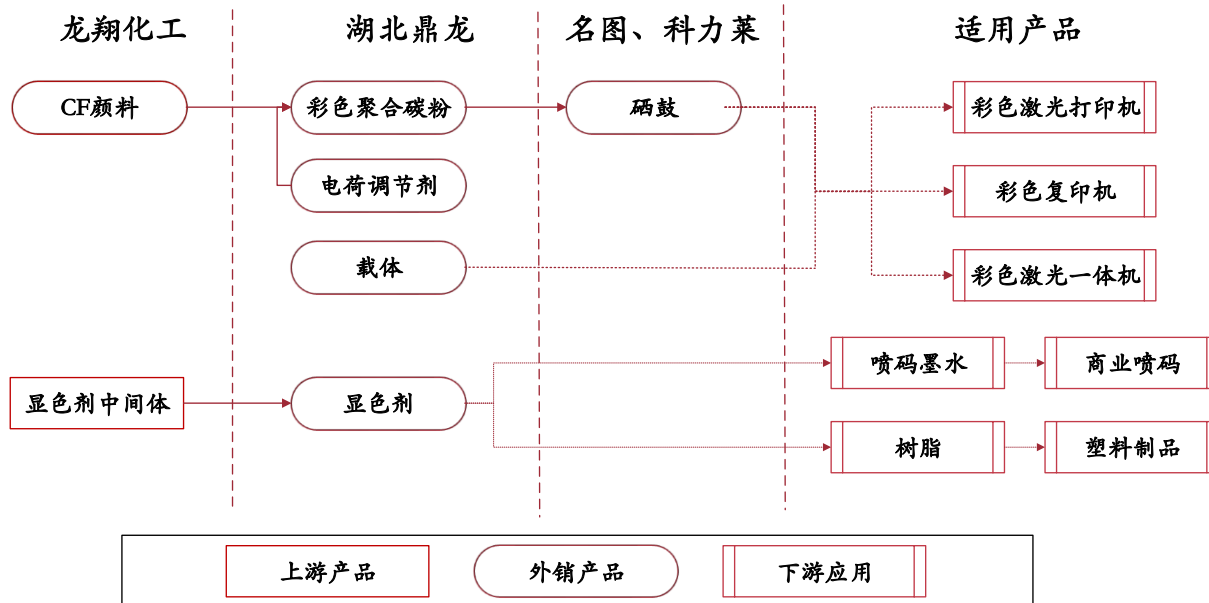 龙翔化工
湖北鼎龙
名图、科力莱
适用产品
CF颜料
彩色聚合碳粉
硒鼓
彩色激光打印机
电荷调节剂
彩色复印机
载体
彩色激光一体机
喷码墨水
商业喷码
显色剂中间体
显色剂
树脂
塑料制品
上游产品
外销产品
下游应用